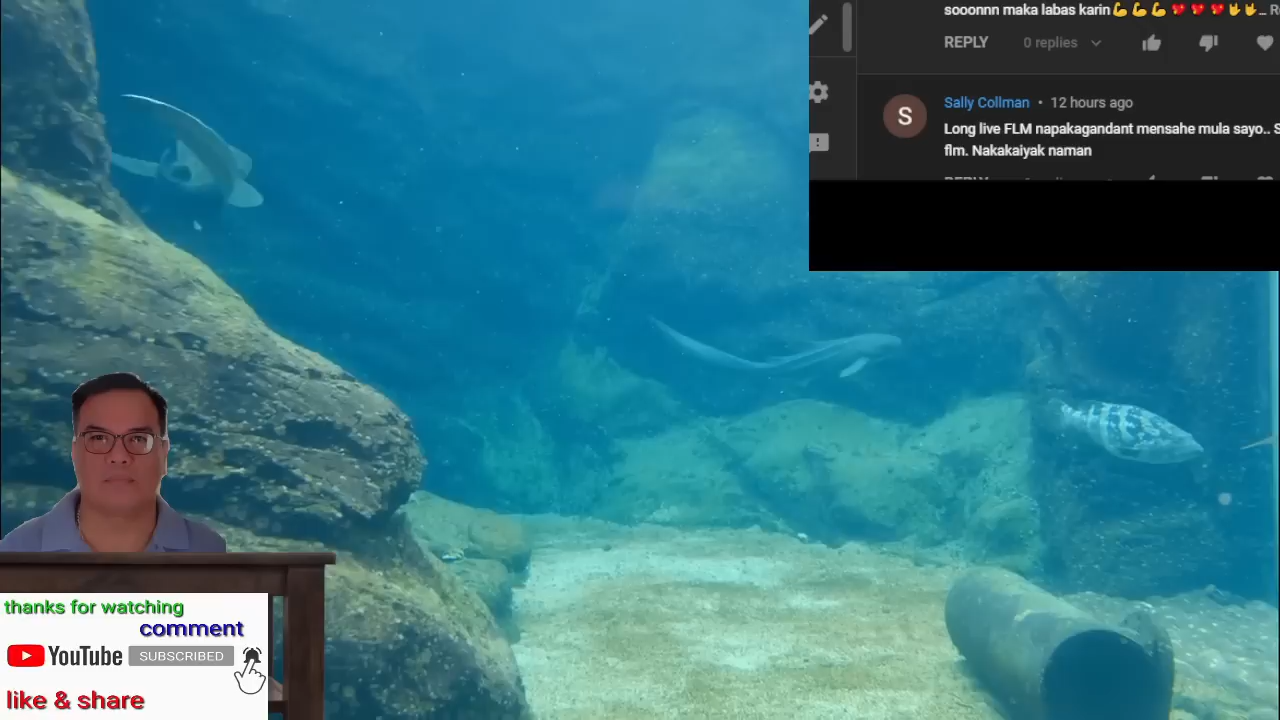 sooonnn maka labas karin💪💪💪💖💖💖🤟🤟...
REPLY 0 replies
S Sally Collman • 12 hours ago
Long live FLM napakagandant mensahe mula sayo.. S
flm. Nakakaiyak naman
thanks for watching
comment
YouTube SUBSCRIBED
like & share